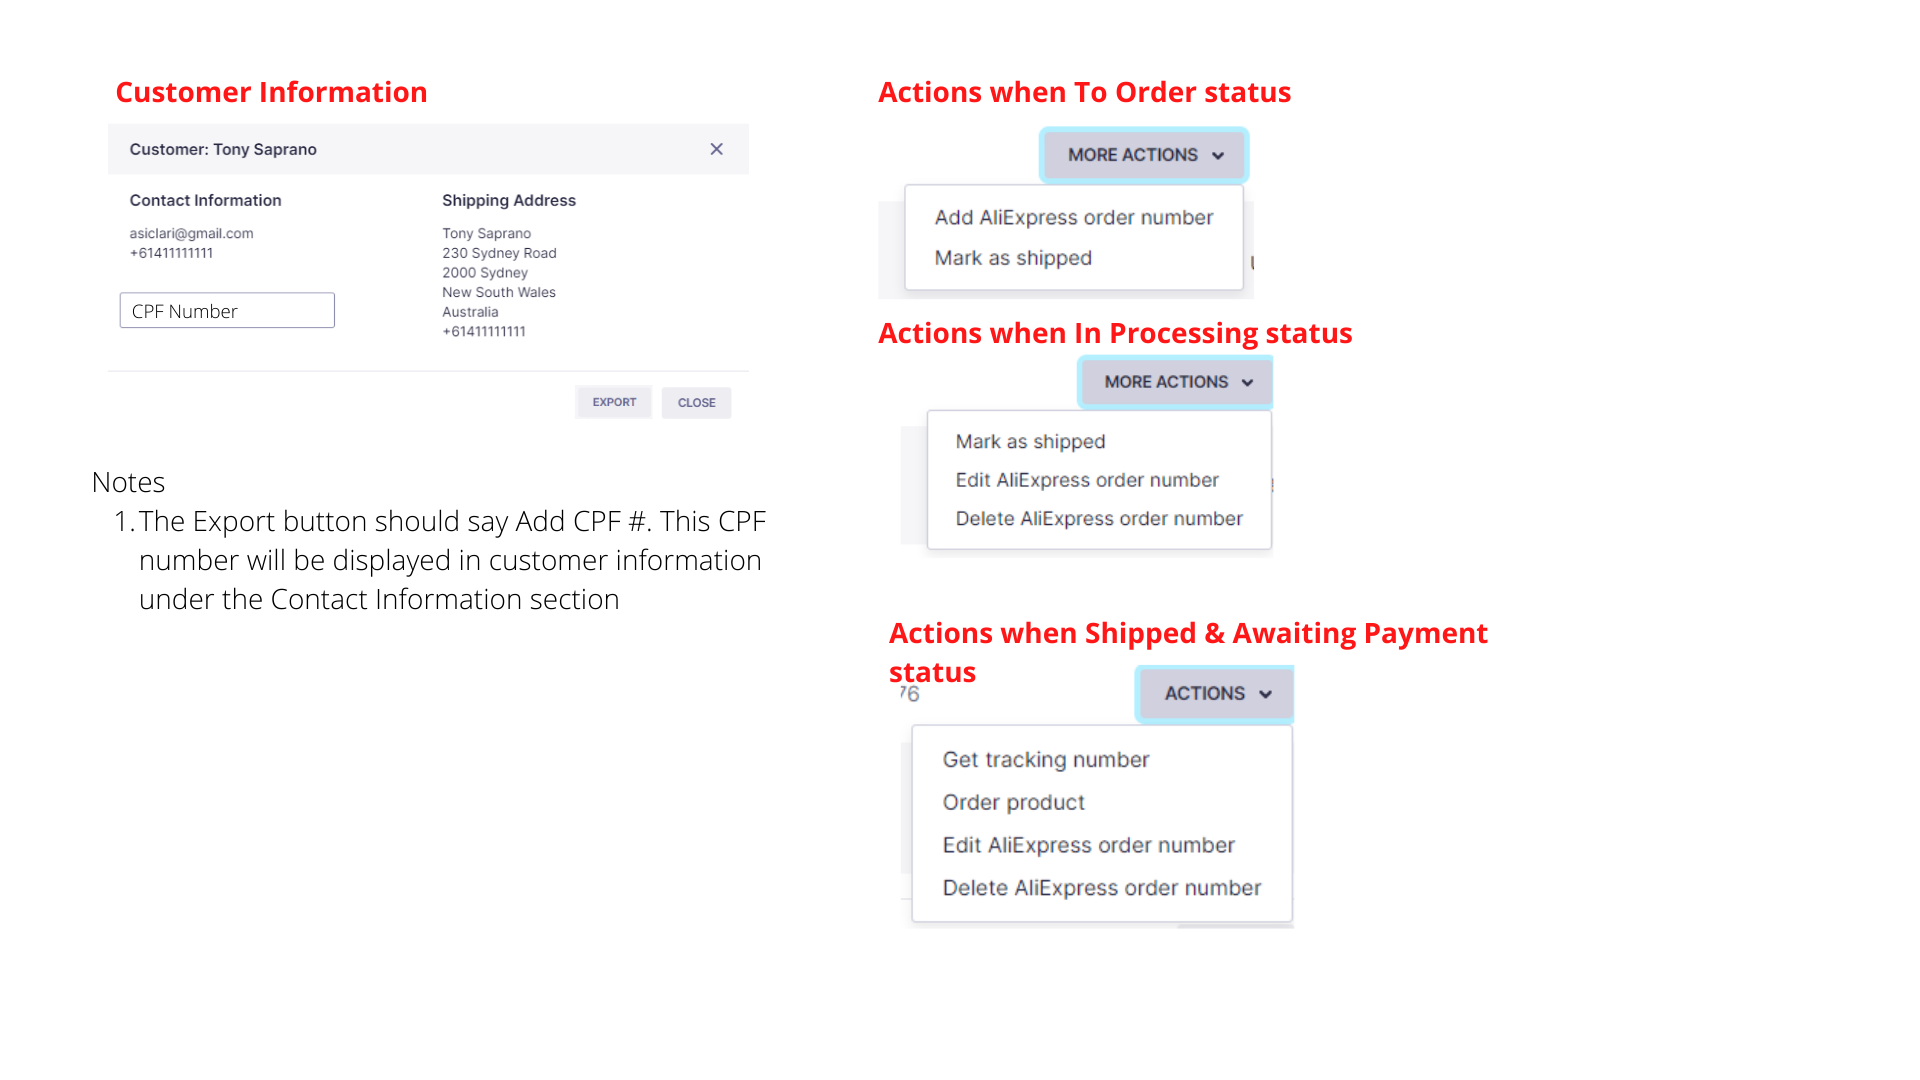 Customer Information
Customer: Tony Saprano
Contact Information
asiclari@gmail.com
+61411111111
CPF Number
Shipping Address
Tony Saprano
230 Sydney Road
2000 Sydney
New South Wales
Australia
+61411111111
EXPORT
CLOSE
Notes
1. The Export button should say Add CPF #. This CPF
number will be displayed in customer information
under the Contact Information section
Actions when To Order status
MORE ACTIONS
Add AliExpress order number
Mark as shipped
Actions when In Processing status
MORE ACTIONS
Mark as shipped
Edit AliExpress order number
Delete AliExpress order number
Actions when Shipped & Awaiting Payment
status
76
ACTIONS
Get tracking number
Order product
Edit AliExpress order number
Delete AliExpress order number